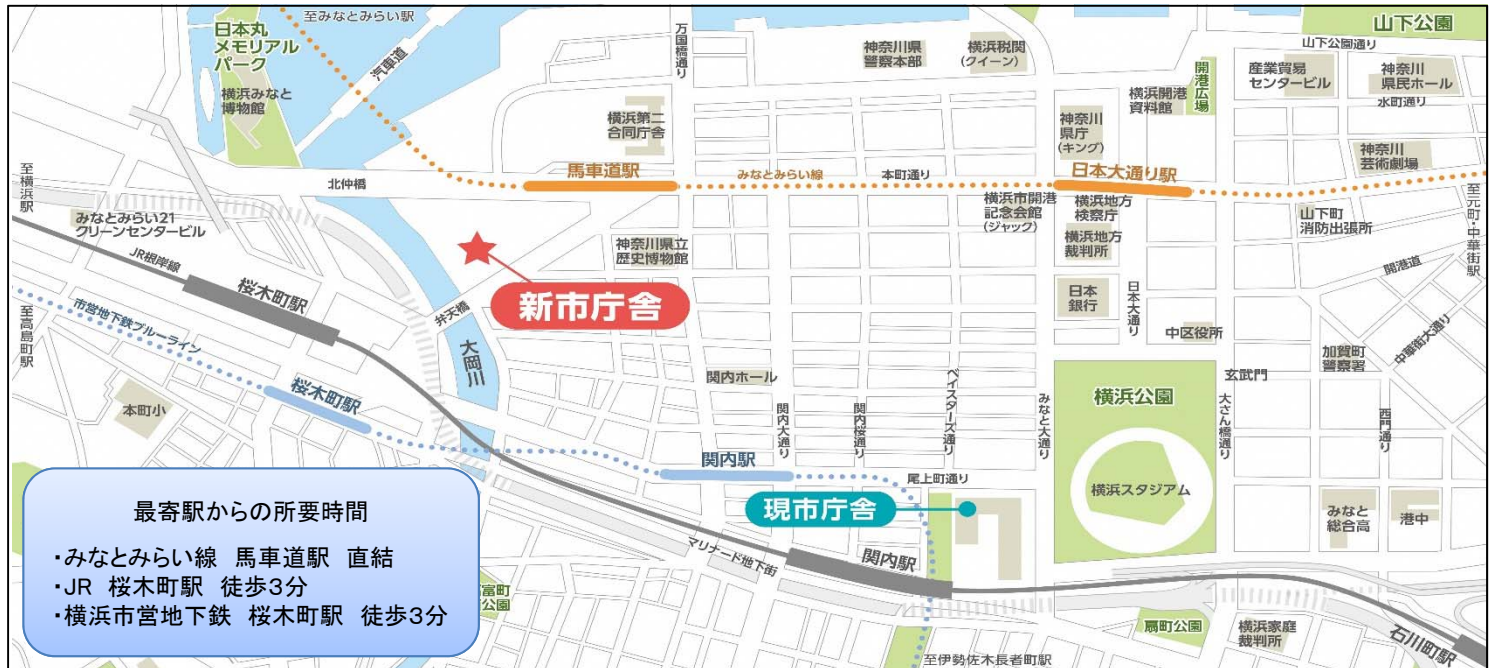 至みなとみらい駅
日本丸
メモリアル
パーク
汽車道
横浜みなと
博物館
万国橋通り
神奈川県
警察本部
横浜税関
(クイーン)
開港広場
山下公園
山下公園通り
産業貿易
センタービル
神奈川
県民ホール
水町通り
横浜第二
合同庁舎
神奈川
県庁
(キング)
横浜開港
資料館
神奈川
芸術劇場
至横浜駅
北仲橋
馬車道駅
みなとみらい線
本町通り
日本大通り駅
至元町・中華街駅
みなとみらい21
クリーンセンタービル
神奈川県立
歴史博物館
横浜市開港
記念会館
(ジャック)
横浜地方
検察庁
横浜地方
裁判所
山下町
消防出張所
開港道
JR根岸線
桜木町駅
新市庁舎
弁天橋
大岡川
日本
銀行
日本大通り
中区役所
加賀町
警察署
中華街大通り
至高島町駅
市営地下鉄ブルーライン
桜木町駅
本町小
関内ホール
関内大通り
関内桜通り
ベイスターズ通り
みなと大通り
横浜公園
玄武門
大さん橋通り
西門通り
関内駅
尾上町通り
現市庁舎
横浜スタジアム
みなと
総合高
港中
マリナード地下街
関内駅
富町
公園
扇町公園
横浜家庭
裁判所
石川町駅
至伊勢佐木長者町駅
最寄駅からの所要時間
・みなとみらい線 馬車道駅 直結
・JR 桜木町駅 徒歩3分
・横浜市営地下鉄 桜木町駅 徒歩3分